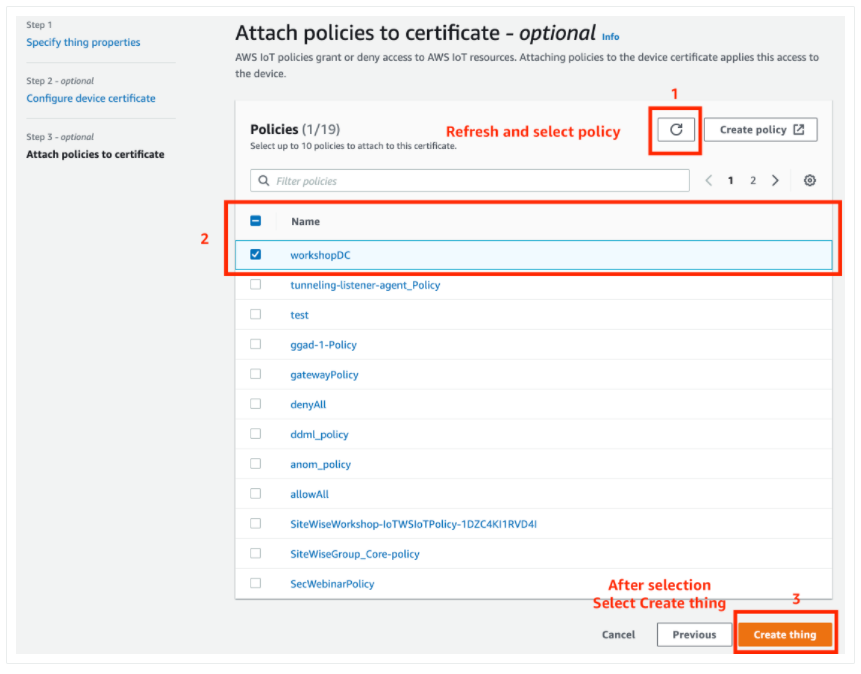 Step 1
Specify thing properties
Step 2 - optional
Configure device certificate
Step 3 - optional
Attach policies to certificate
Attach policies to certificate - optional Info
AWS IoT policies grant or deny access to AWS IoT resources. Attaching policies to the device certificate applies this access to
the device.
1
Policies (1/19)
Select up to 10 policies to attach to this certificate.
Refresh and select policy
Create policy
Filter policies
1 2
2
Name
workshopDC
tunneling-listener-agent_Policy
test
ggad-1-Policy
gatewayPolicy
denyAll
ddml_policy
anom_policy
allowAll
SiteWiseWorkshop-IoTWSIoTPolicy-1DZC4KI1RVD4I
SiteWiseGroup_Core-policy
SecWebinarPolicy
After selection
Select Create thing
3
Cancel
Previous
Create thing